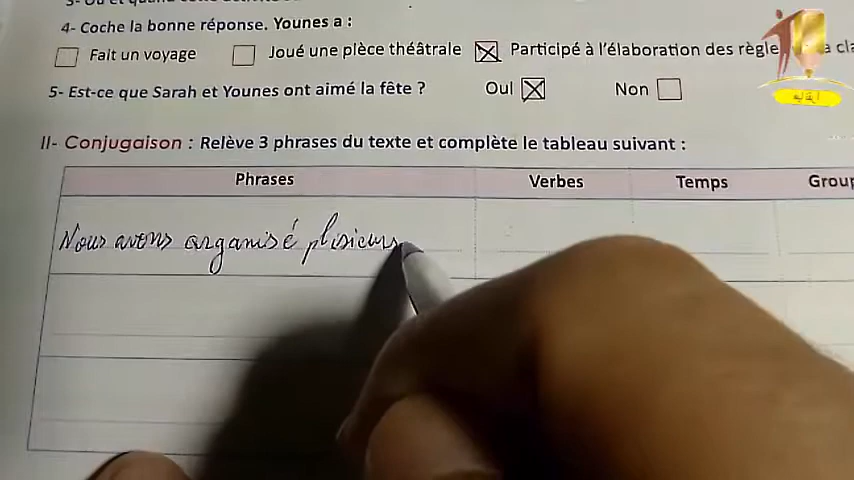 4- Coche la bonne réponse. Younes a :
Fait un voyage Joué une plèce théâtrale Participé à l'élaboration des règle
5- Est-ce que Sarah et Younes ont aimé la fête ? Oui Non
II- Conjugaison : Relève 3 phrases du texte et complète le tableau suivant :
Phrases Verbes Temps Group
Nous avons organisé plusieurs